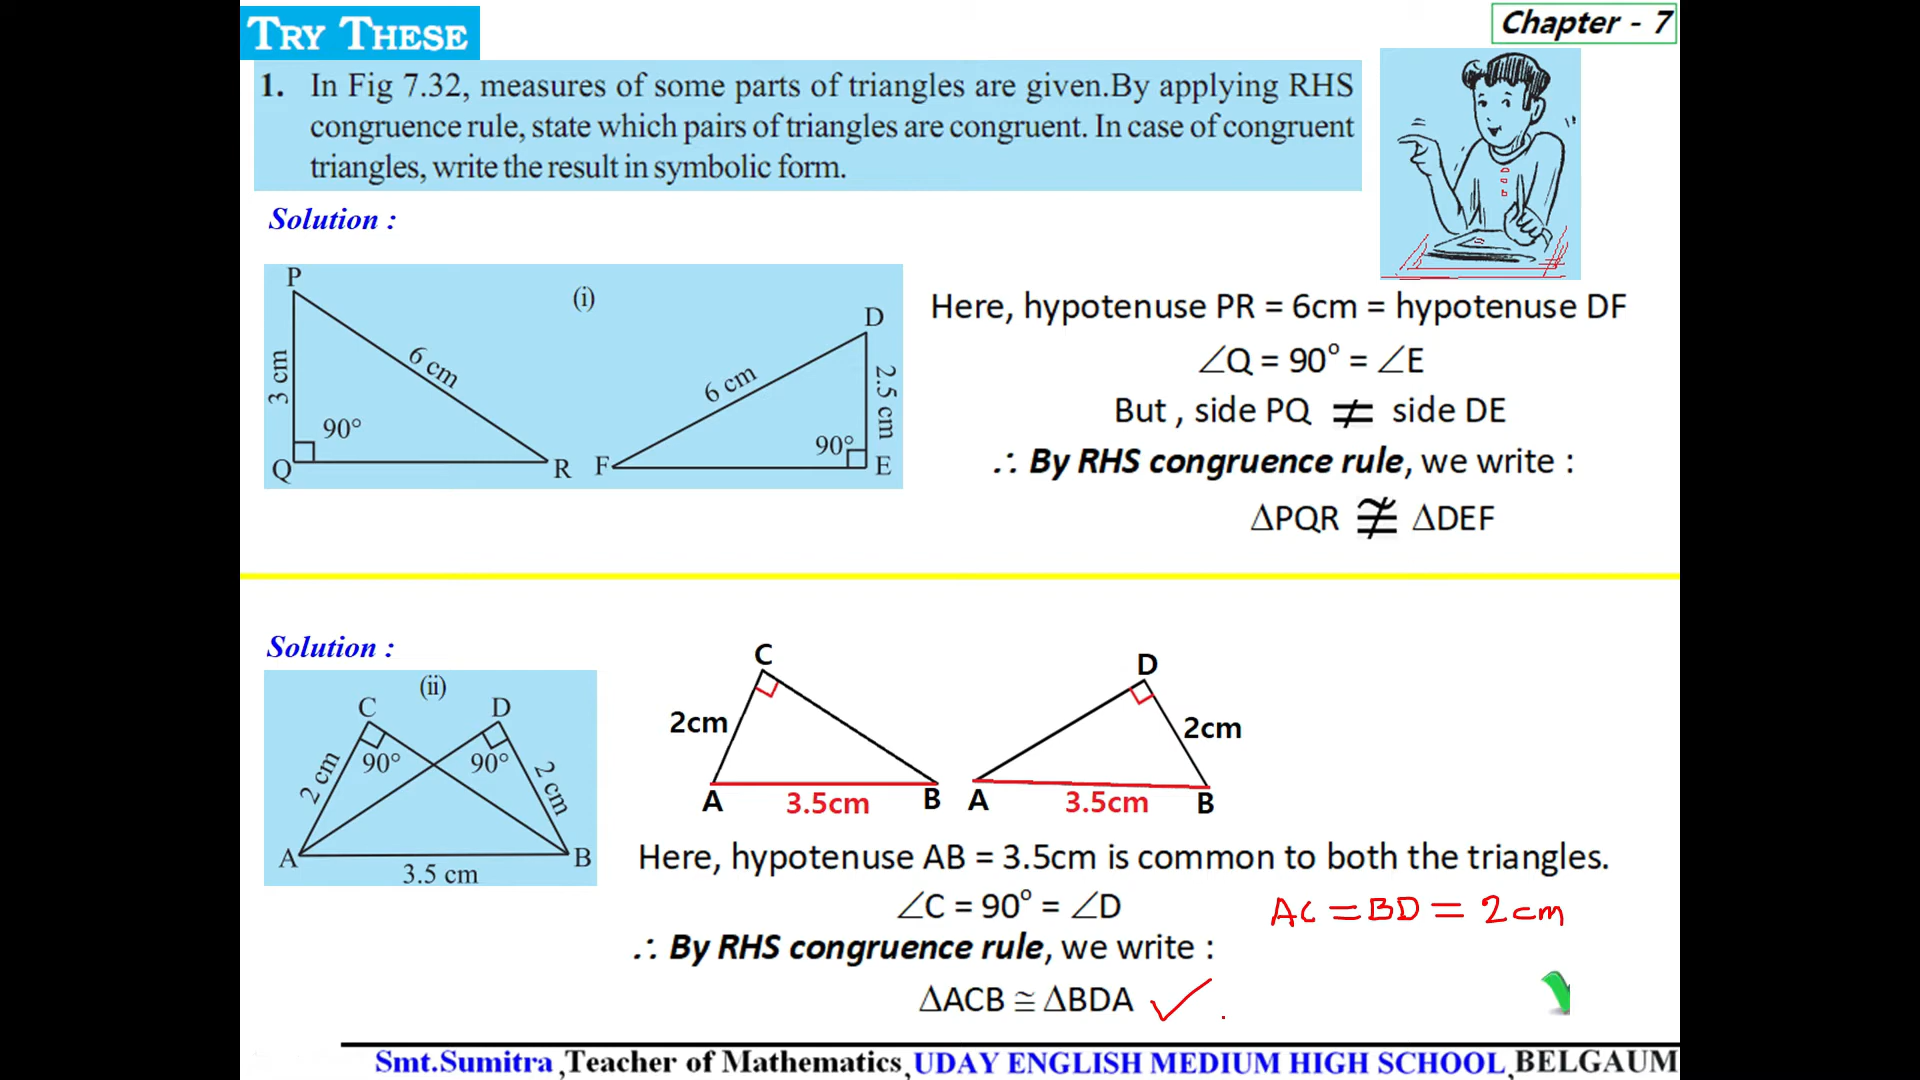 TRY THESE
Chapter - 7
1. In Fig 7.32, measures of some parts of triangles are given.By applying RHS
congruence rule, state which pairs of triangles are congruent. In case of congruent
triangles, write the result in symbolic form.
Solution :
P
(i)
D
3 cm
6 cm
6 cm
2.5 cm
90°
90°
Q
R
F
E
Here, hypotenuse PR = 6cm = hypotenuse DF
∠Q = 90° = ∠E
But , side PQ ≠ side DE
∴ By RHS congruence rule, we write :
∆PQR ≇ ∆DEF
Solution :
(ii)
C
D
2 cm
90°
90°
2 cm
A
B
3.5 cm
C
2cm
A
3.5cm
B
D
2cm
A
3.5cm
B
Here, hypotenuse AB = 3.5cm is common to both the triangles.
∠C = 90° = ∠D
AC = BD = 2cm
∴ By RHS congruence rule, we write :
∆ACB ≅ ∆BDA ✓
Smt.Sumitra ,Teacher of Mathematics,UDAY ENGLISH MEDIUM HIGH SCHOOL,BELGAUM